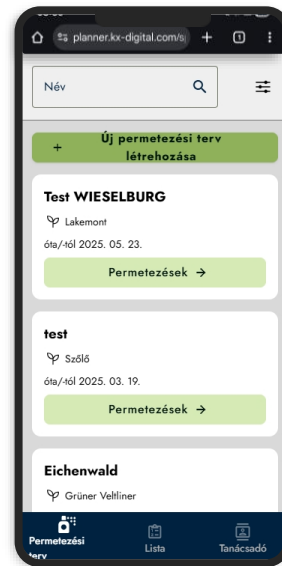 planner.kx-digital.com/s
1
Név
+ Új permetezési terv
létrehozása
Test WIESELBURG
Lakemont
óta/-tól 2025. 05. 23.
Permetezések →
test
Szőlő
óta/-tól 2025. 03. 19.
Permetezések →
Eichenwald
Grüner Veltliner
Permetezési
terv
Lista
Tanácsadó